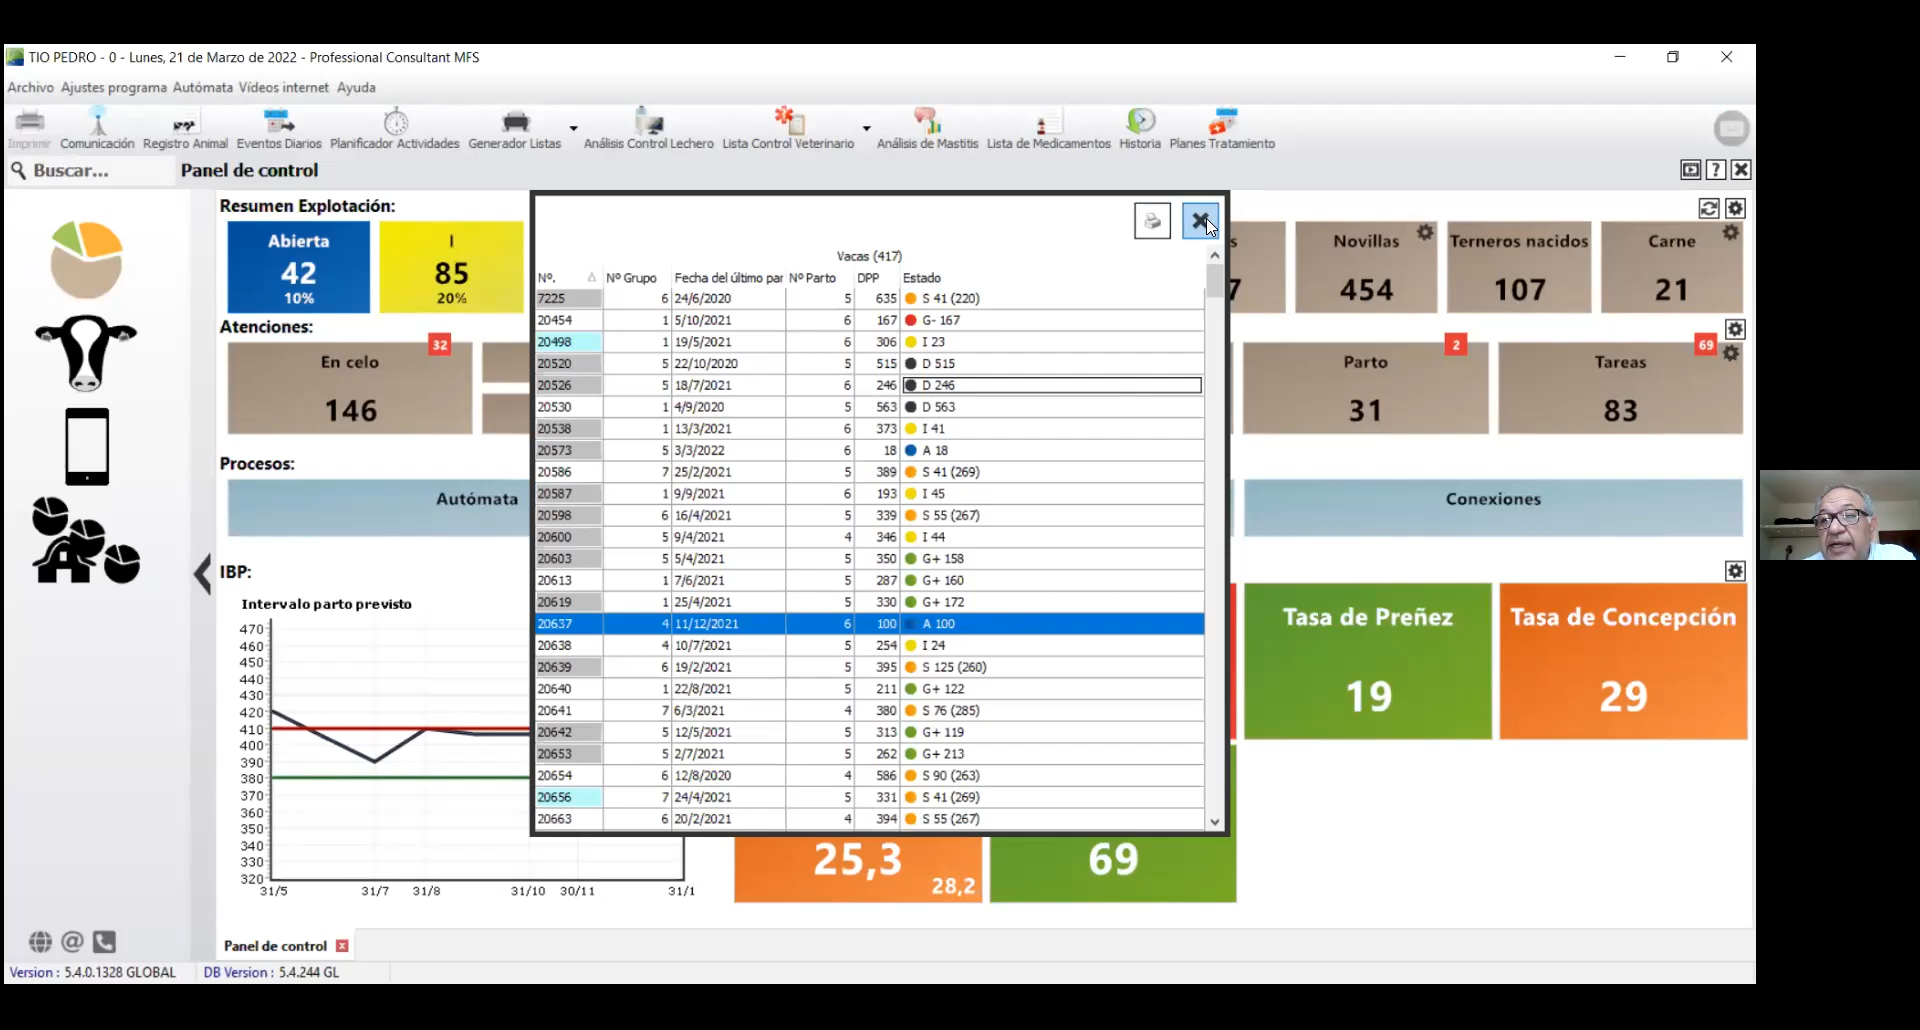 TIO PEDRO - 0 - Lunes, 21 de Marzo de 2022 - Professional Consultant MFS
Archivo Ajustes programa Autómata Vídeos internet Ayuda
Imprimir Comunicación Registro Animal Eventos Diarios Planificador Actividades Generador Listas Análisis Control Lechero Lista Control Veterinario Análisis de Mastitis Lista de Medicamentos Historia Planes Tratamiento
Buscar... Panel de control
Resumen Explotación:
Abierta
42
10%
I
85
20%
s
7
Novillas
454
Terneros nacidos
107
Carne
21
Atenciones:
En celo
32
146
Parto
2
31
Tareas
69
83
Procesos:
Autómata
Conexiones
IBP:
Intervalo parto previsto
470
460
450
440
430
420
410
400
390
380
370
360
350
340
330
320
31/5 31/7 31/8 31/10 30/11 31/1
Vacas (417)
Nº. Nº Grupo Fecha del último par Nº Parto DPP Estado
7225 6 24/6/2020 5 635 S 41 (220)
20454 1 5/10/2021 6 167 G- 167
20498 1 19/5/2021 6 306 I 23
20520 5 22/10/2020 5 515 D 515
20526 5 18/7/2021 6 246 D 246
20530 1 4/9/2020 5 563 D 563
20538 1 13/3/2021 6 373 I 41
20573 5 3/3/2022 6 18 A 18
20586 7 25/2/2021 5 389 S 41 (269)
20587 1 9/9/2021 6 193 I 45
20598 6 16/4/2021 5 339 S 55 (267)
20600 5 9/4/2021 4 346 I 44
20603 5 5/4/2021 5 350 G+ 158
20613 1 7/6/2021 5 287 G+ 160
20619 1 25/4/2021 5 330 G+ 172
20637 4 11/12/2021 6 100 A 100
20638 4 10/7/2021 5 254 I 24
20639 6 19/2/2021 5 395 S 125 (260)
20640 1 22/8/2021 5 211 G+ 122
20641 7 6/3/2021 4 380 S 76 (285)
20642 5 12/5/2021 5 313 G+ 119
20653 5 2/7/2021 5 262 G+ 213
20654 6 12/8/2020 4 586 S 90 (263)
20656 7 24/4/2021 5 331 S 41 (269)
20663 6 20/2/2021 4 394 S 55 (267)
Tasa de Preñez
19
Tasa de Concepción
29
25,3
28,2
69
Panel de control
Version : 5.4.0.1328 GLOBAL DB Version : 5.4.244 GL